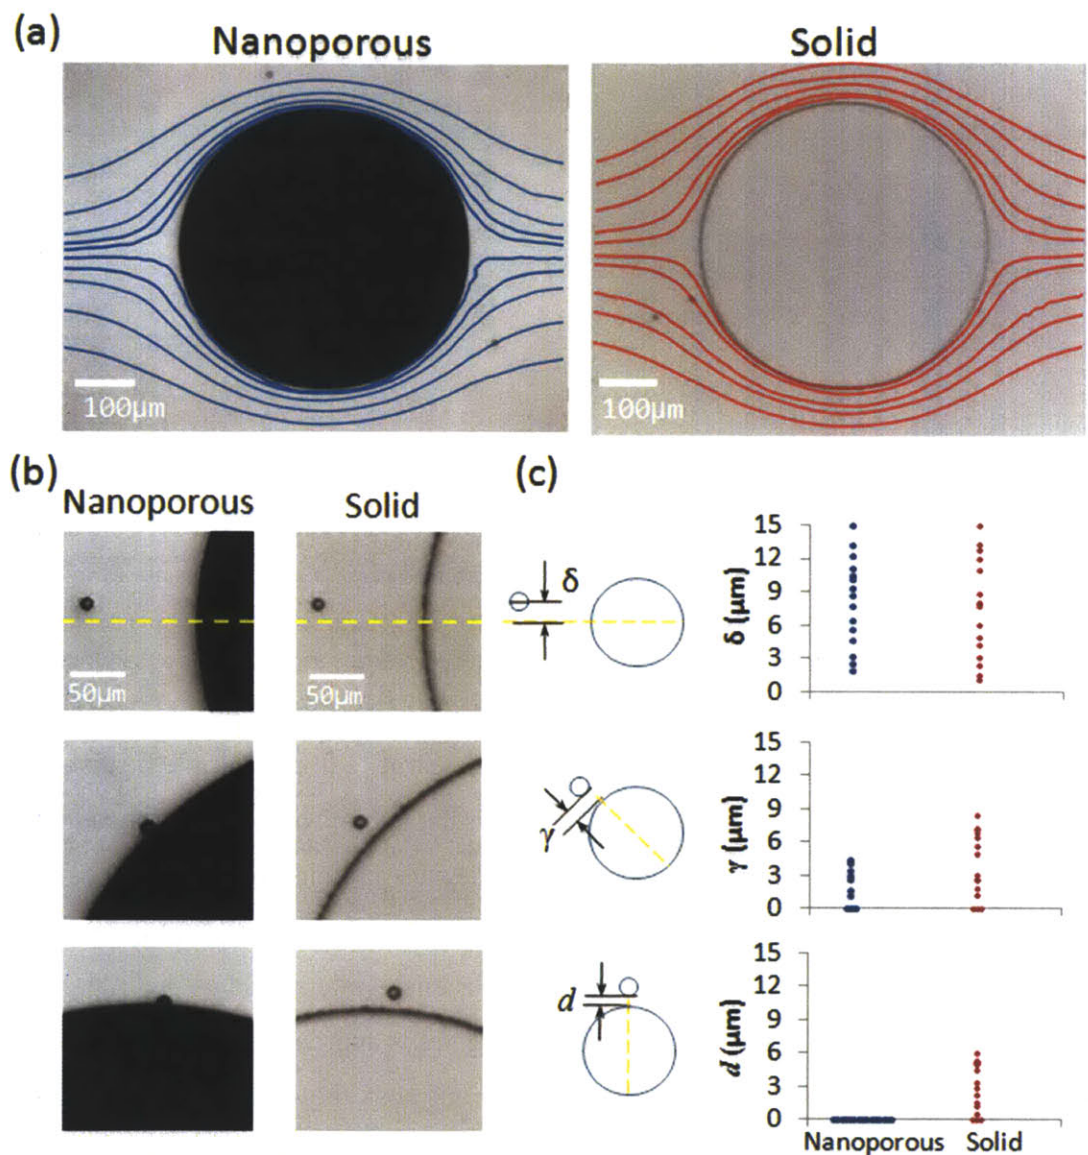 (a)
Nanoporous Solid
100µm 100µm
(b) (c)
Nanoporous Solid
50µm 50µm
δ
δ (µm)
15
12
9
6
3
0
γ
γ (µm)
15
12
9
6
3
0
d
d (µm)
15
12
9
6
3
0
Nanoporous Solid